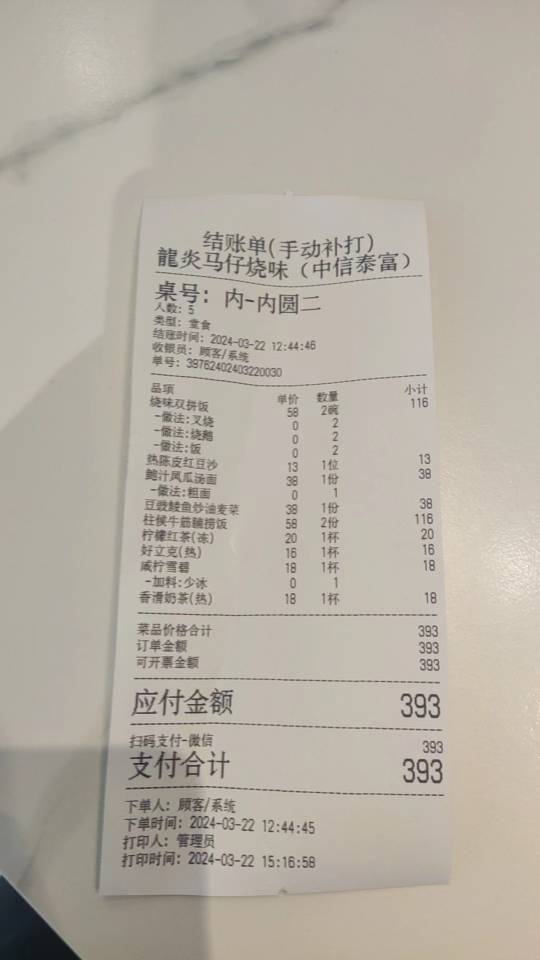 结账单(手动补打)
龍炎马仔烧味（中信泰富）
桌号: 内-内圆二
人数: 5
类型: 堂食
结账时间: 2024-03-22 12:44:46
收银员: 顾客/系统
单号: 39762402403220030
品项 单价 数量 小计
烧味双拼饭 58 2碗 116
-做法:叉烧 0 2
-做法:烧鹅 0 2
-做法:饭 0 2
热陈皮红豆沙 13 1位 13
鲍汁凤瓜汤面 38 1份 38
-做法:粗面 0 1
豆豉鲮鱼炒油麦菜 38 1份 38
柱侯牛筋腩捞饭 58 2份 116
柠檬红茶(冻) 20 1杯 20
好立克(热) 16 1杯 16
咸柠雪碧 18 1杯 18
-加料:少冰 0 1
香滑奶茶(热) 18 1杯 18
菜品价格合计 393
订单金额 393
可开票金额 393
应付金额 393
扫码支付-微信 393
支付合计 393
下单人: 顾客/系统
下单时间: 2024-03-22 12:44:45
打印人: 管理员
打印时间: 2024-03-22 15:16:58